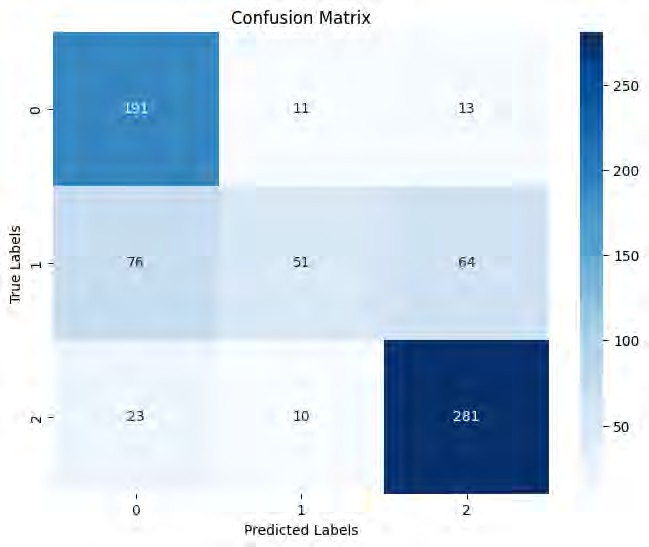 Confusion Matrix
0 191 11 13
1 76 51 64
2 23 10 281
0 1 2
True Labels
Predicted Labels
250
200
150
100
50